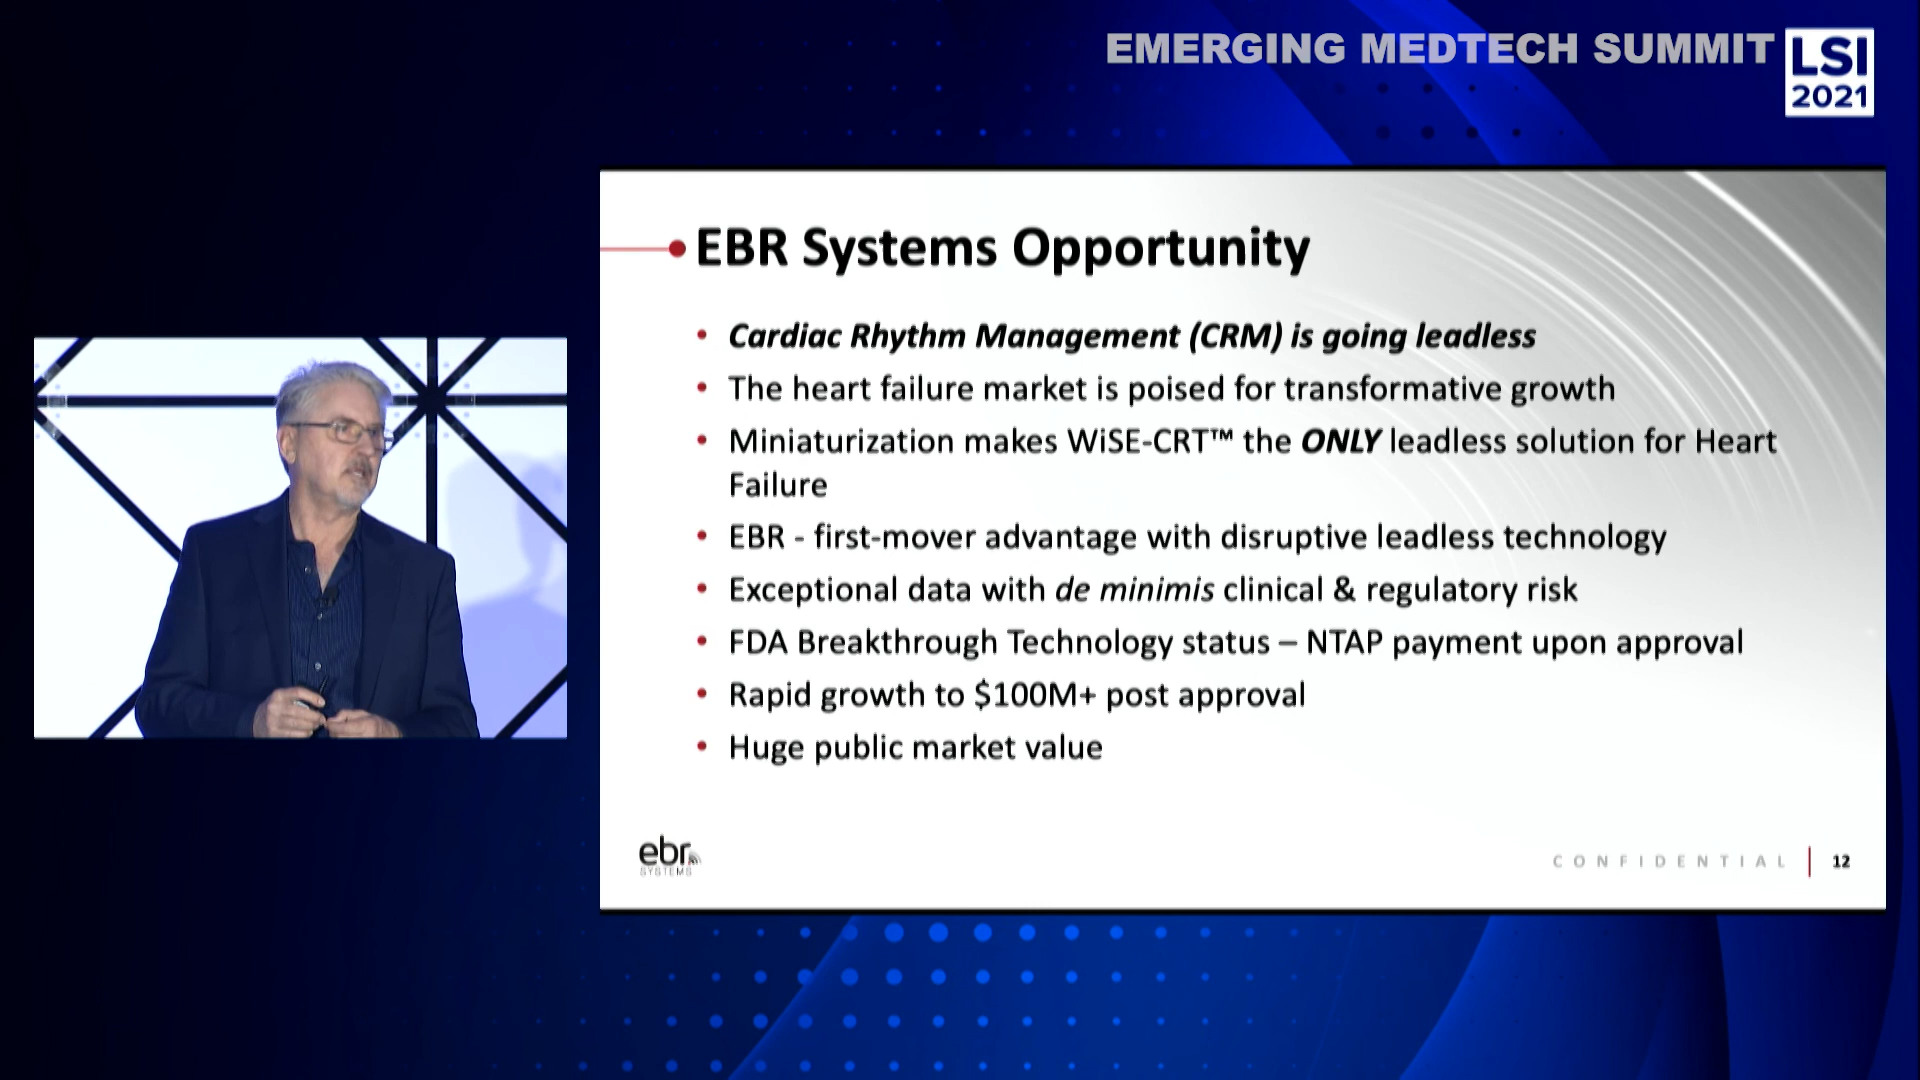 EMERGING MEDTECH SUMMIT
LSI
2021
EBR Systems Opportunity
• Cardiac Rhythm Management (CRM) is going leadless
• The heart failure market is poised for transformative growth
• Miniaturization makes WiSE-CRT™ the ONLY leadless solution for Heart
Failure
• EBR - first-mover advantage with disruptive leadless technology
• Exceptional data with de minimis clinical & regulatory risk
• FDA Breakthrough Technology status – NTAP payment upon approval
• Rapid growth to $100M+ post approval
• Huge public market value
ebr
SYSTEMS
CONFIDENTIAL
12